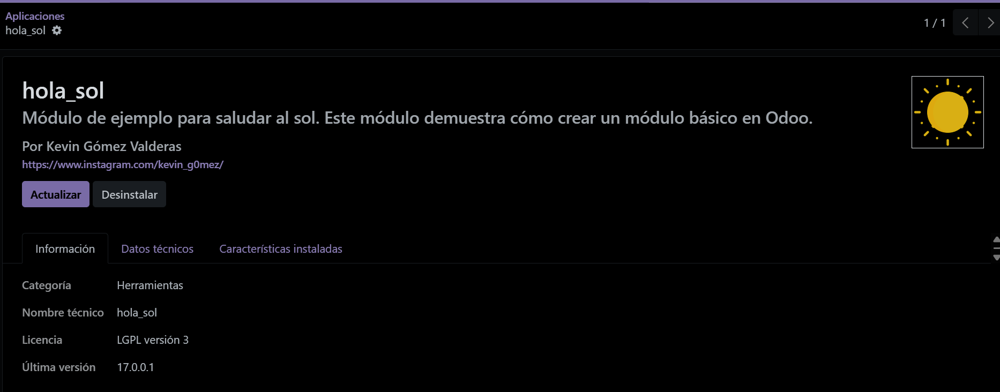 Aplicaciones
hola_sol
1 / 1
hola_sol
Módulo de ejemplo para saludar al sol. Este módulo demuestra cómo crear un módulo básico en Odoo.
Por Kevin Gómez Valderas
https://www.instagram.com/kevin_g0mez/
Actualizar Desinstalar
Información Datos técnicos Características instaladas
Categoría Herramientas
Nombre técnico hola_sol
Licencia LGPL versión 3
Última versión 17.0.0.1